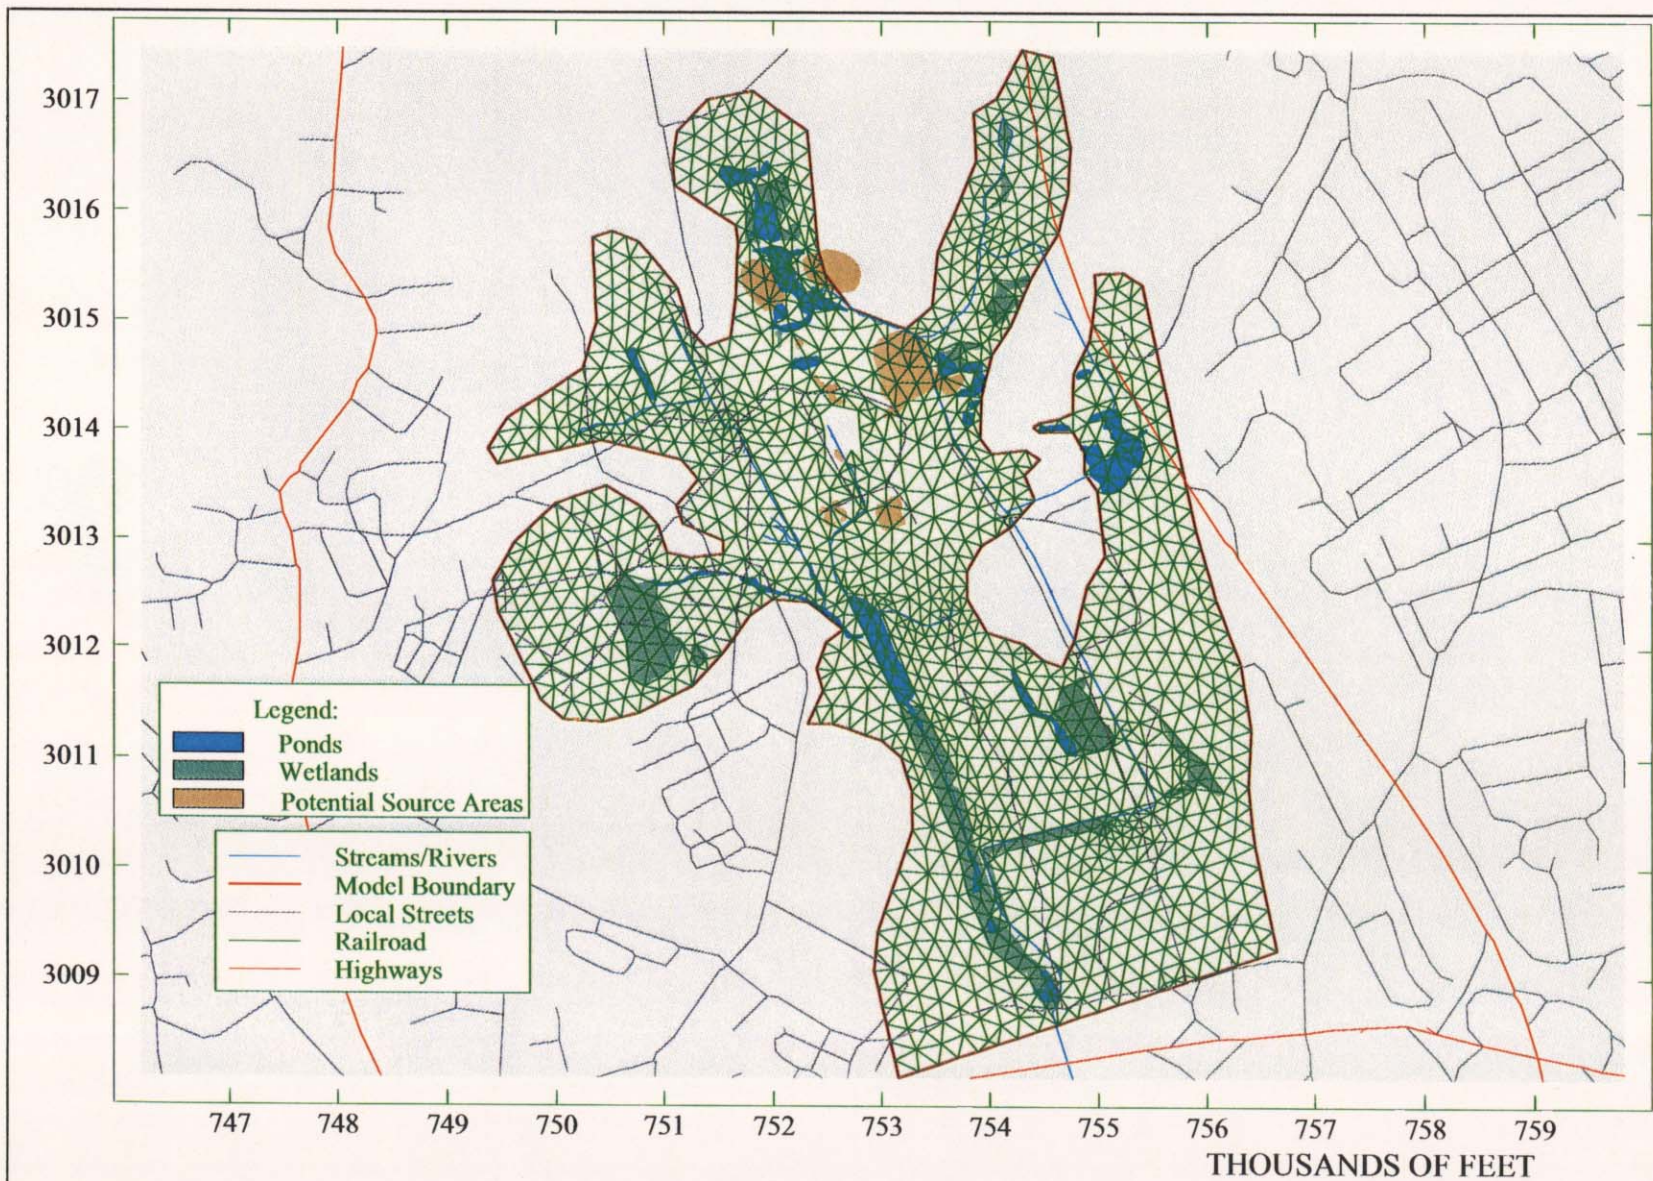 3017
3016
3015
3014
3013
3012
3011
3010
3009
Legend:
Ponds
Wetlands
Potential Source Areas
Streams/Rivers
Model Boundary
Local Streets
Railroad
Highways
747 748 749 750 751 752 753 754 755 756 757 758 759
THOUSANDS OF FEET